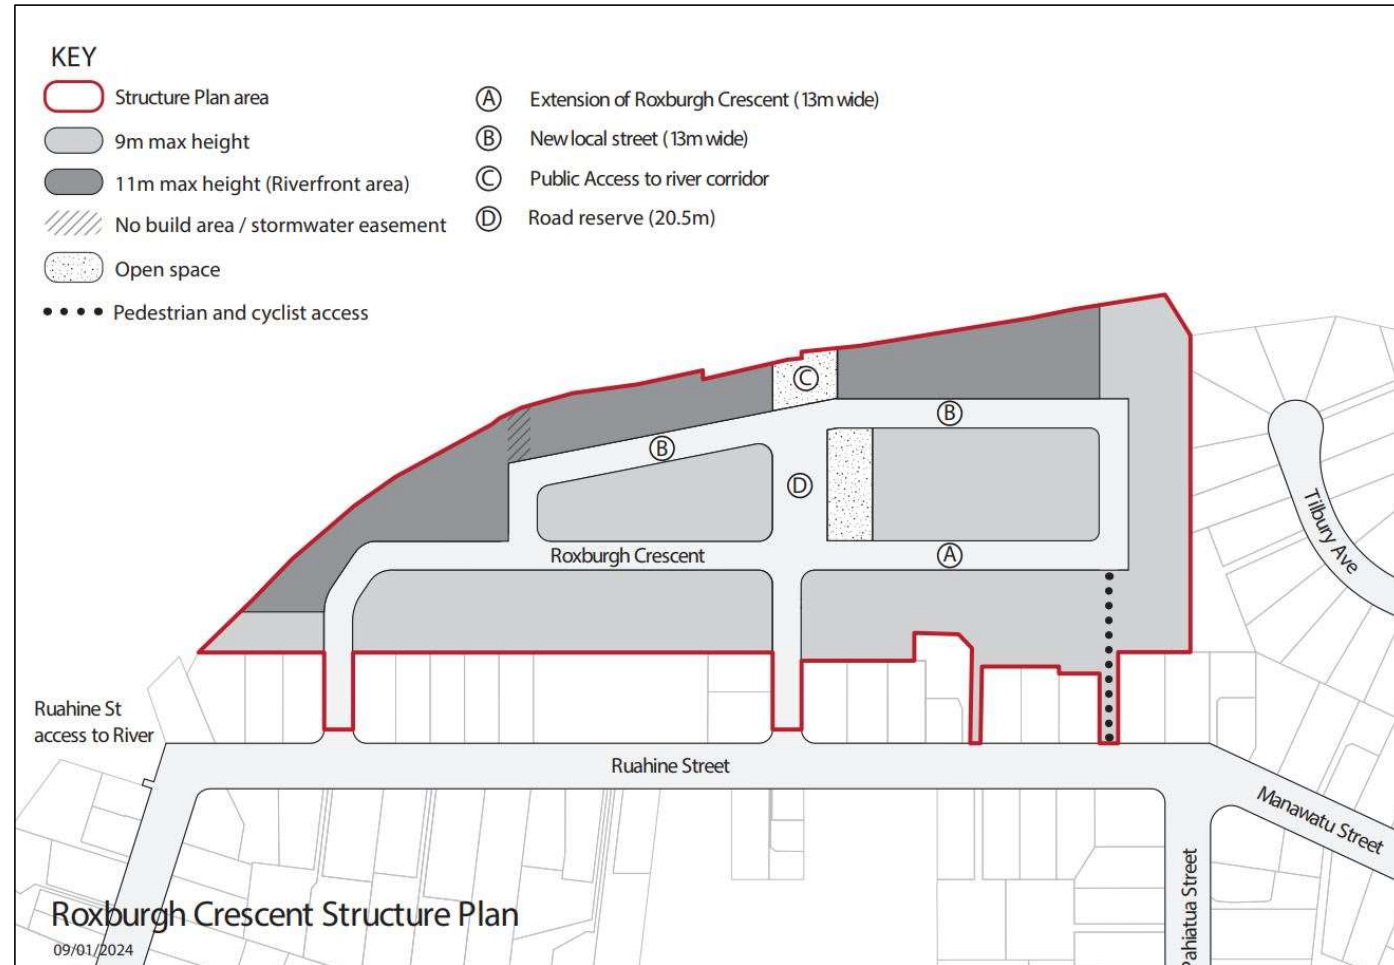 KEY
Structure Plan area
9m max height
11m max height (Riverfront area)
No build area / stormwater easement
Open space
Pedestrian and cyclist access
A Extension of Roxburgh Crescent (13m wide)
B New local street (13m wide)
C Public Access to river corridor
D Road reserve (20.5m)
C
B
B
D
A
Roxburgh Crescent
Tilbury Ave
Ruahine St
access to River
Ruahine Street
Manawatu Street
Pahiatua Street
Roxburgh Crescent Structure Plan
09/01/2024